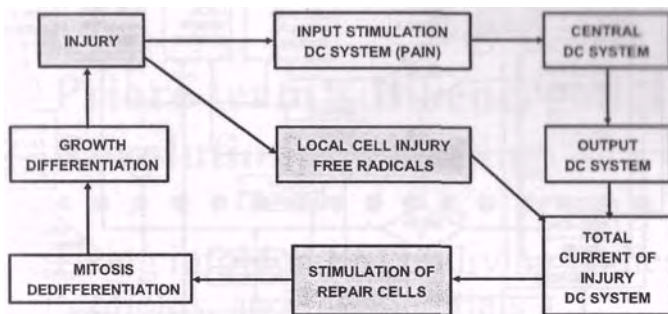 INJURY
INPUT STIMULATION
DC SYSTEM (PAIN)
CENTRAL
DC SYSTEM
GROWTH
DIFFERENTIATION
LOCAL CELL INJURY
FREE RADICALS
OUTPUT
DC SYSTEM
MITOSIS
DEDIFFERENTIATION
STIMULATION OF
REPAIR CELLS
TOTAL
CURRENT OF
INJURY
DC SYSTEM